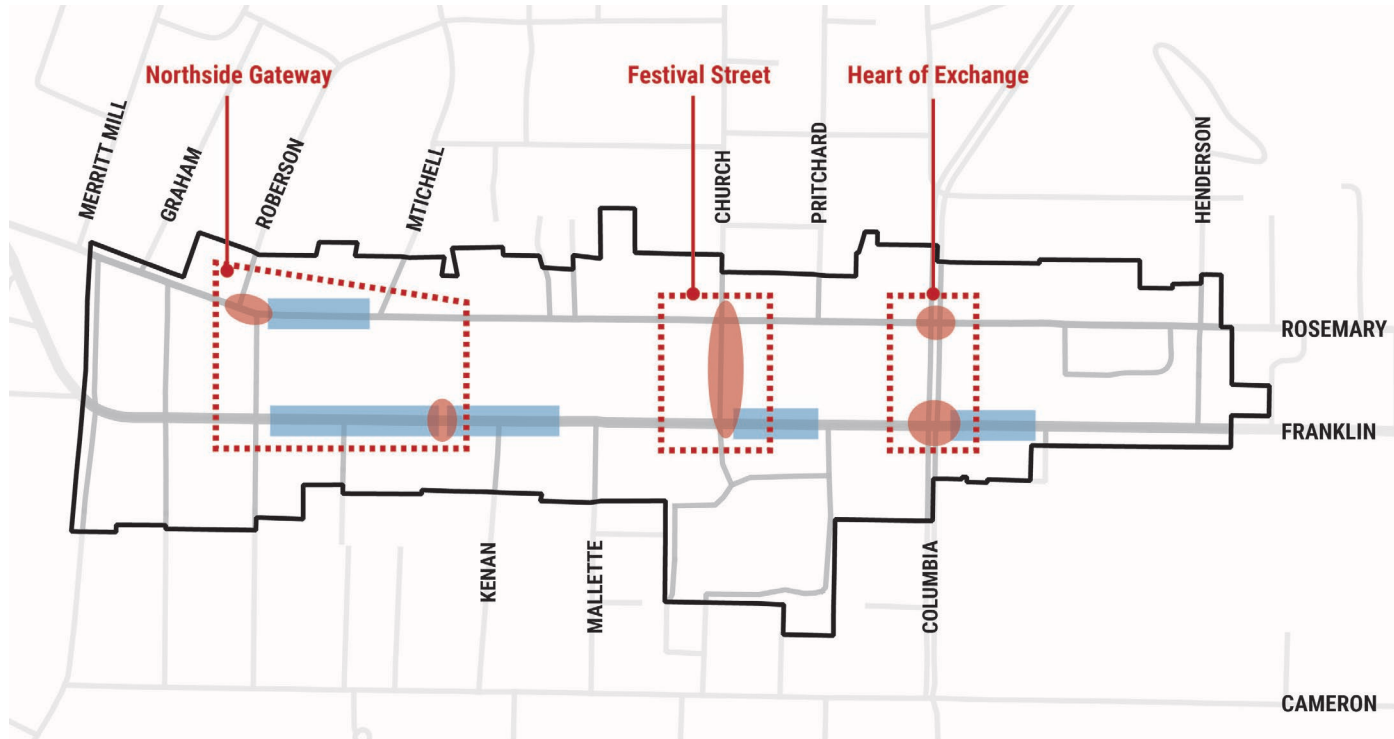 Northside Gateway
Festival Street
Heart of Exchange
MERRITT MILL
GRAHAM
ROBERSON
MTICHELL
CHURCH
PRITCHARD
HENDERSON
ROSEMARY
FRANKLIN
KENAN
MALLETTE
COLUMBIA
CAMERON